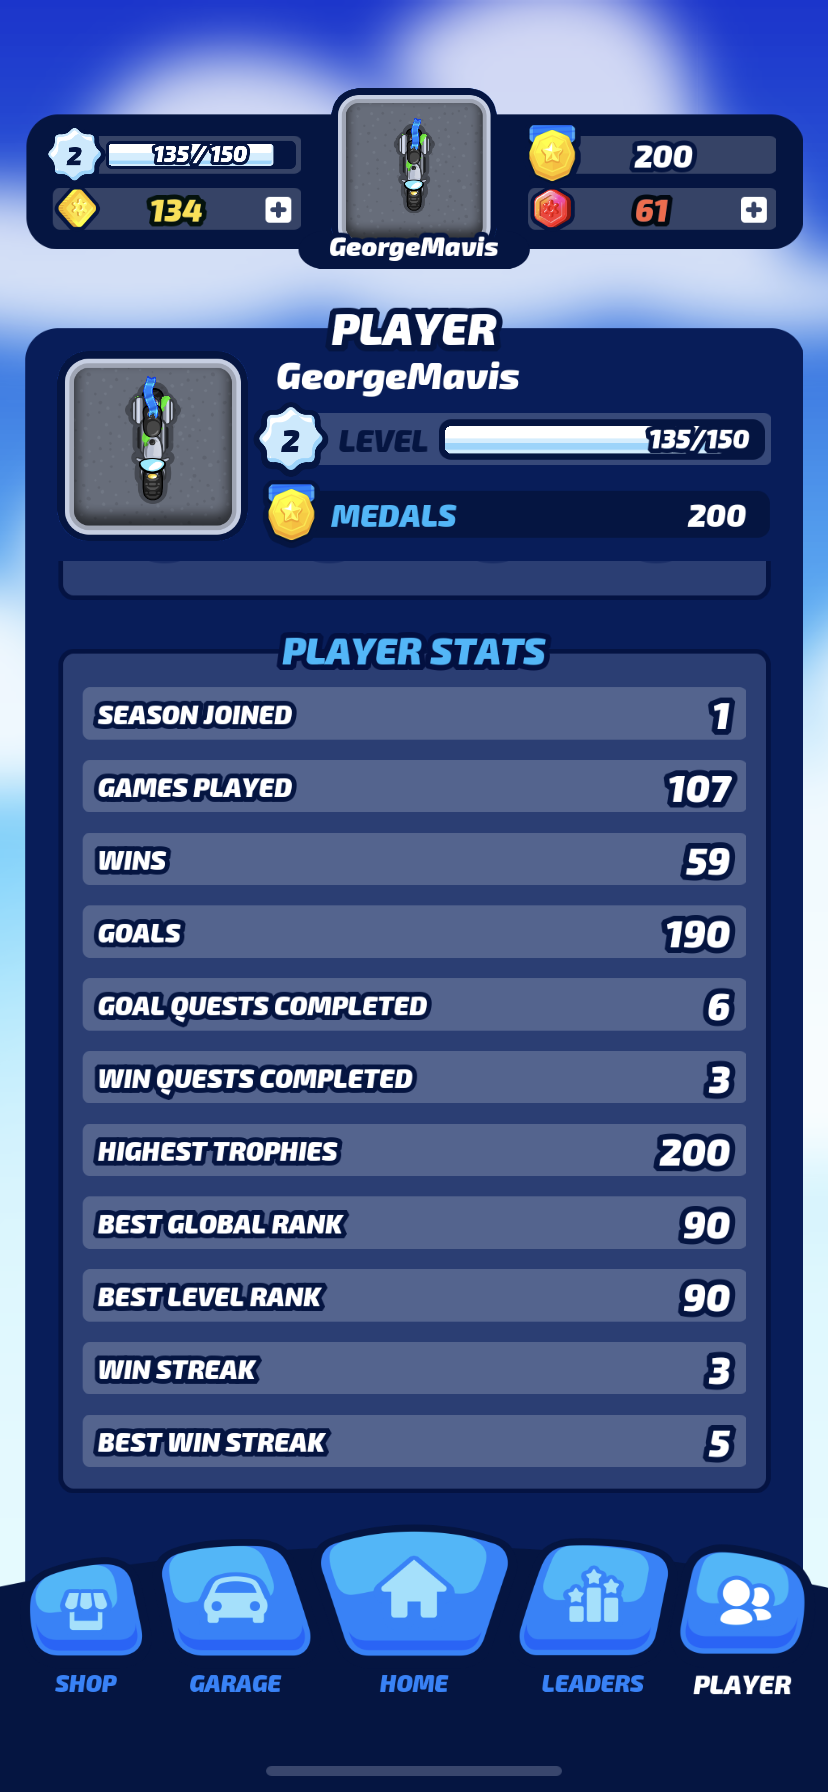 2 135/150
200
134
61
GeorgeMavis
PLAYER
GeorgeMavis
2 LEVEL 135/150
MEDALS 200
PLAYER STATS
SEASON JOINED 1
GAMES PLAYED 107
WINS 59
GOALS 190
GOAL QUESTS COMPLETED 6
WIN QUESTS COMPLETED 3
HIGHEST TROPHIES 200
BEST GLOBAL RANK 90
BEST LEVEL RANK 90
WIN STREAK 3
BEST WIN STREAK 5
SHOP GARAGE HOME LEADERS PLAYER